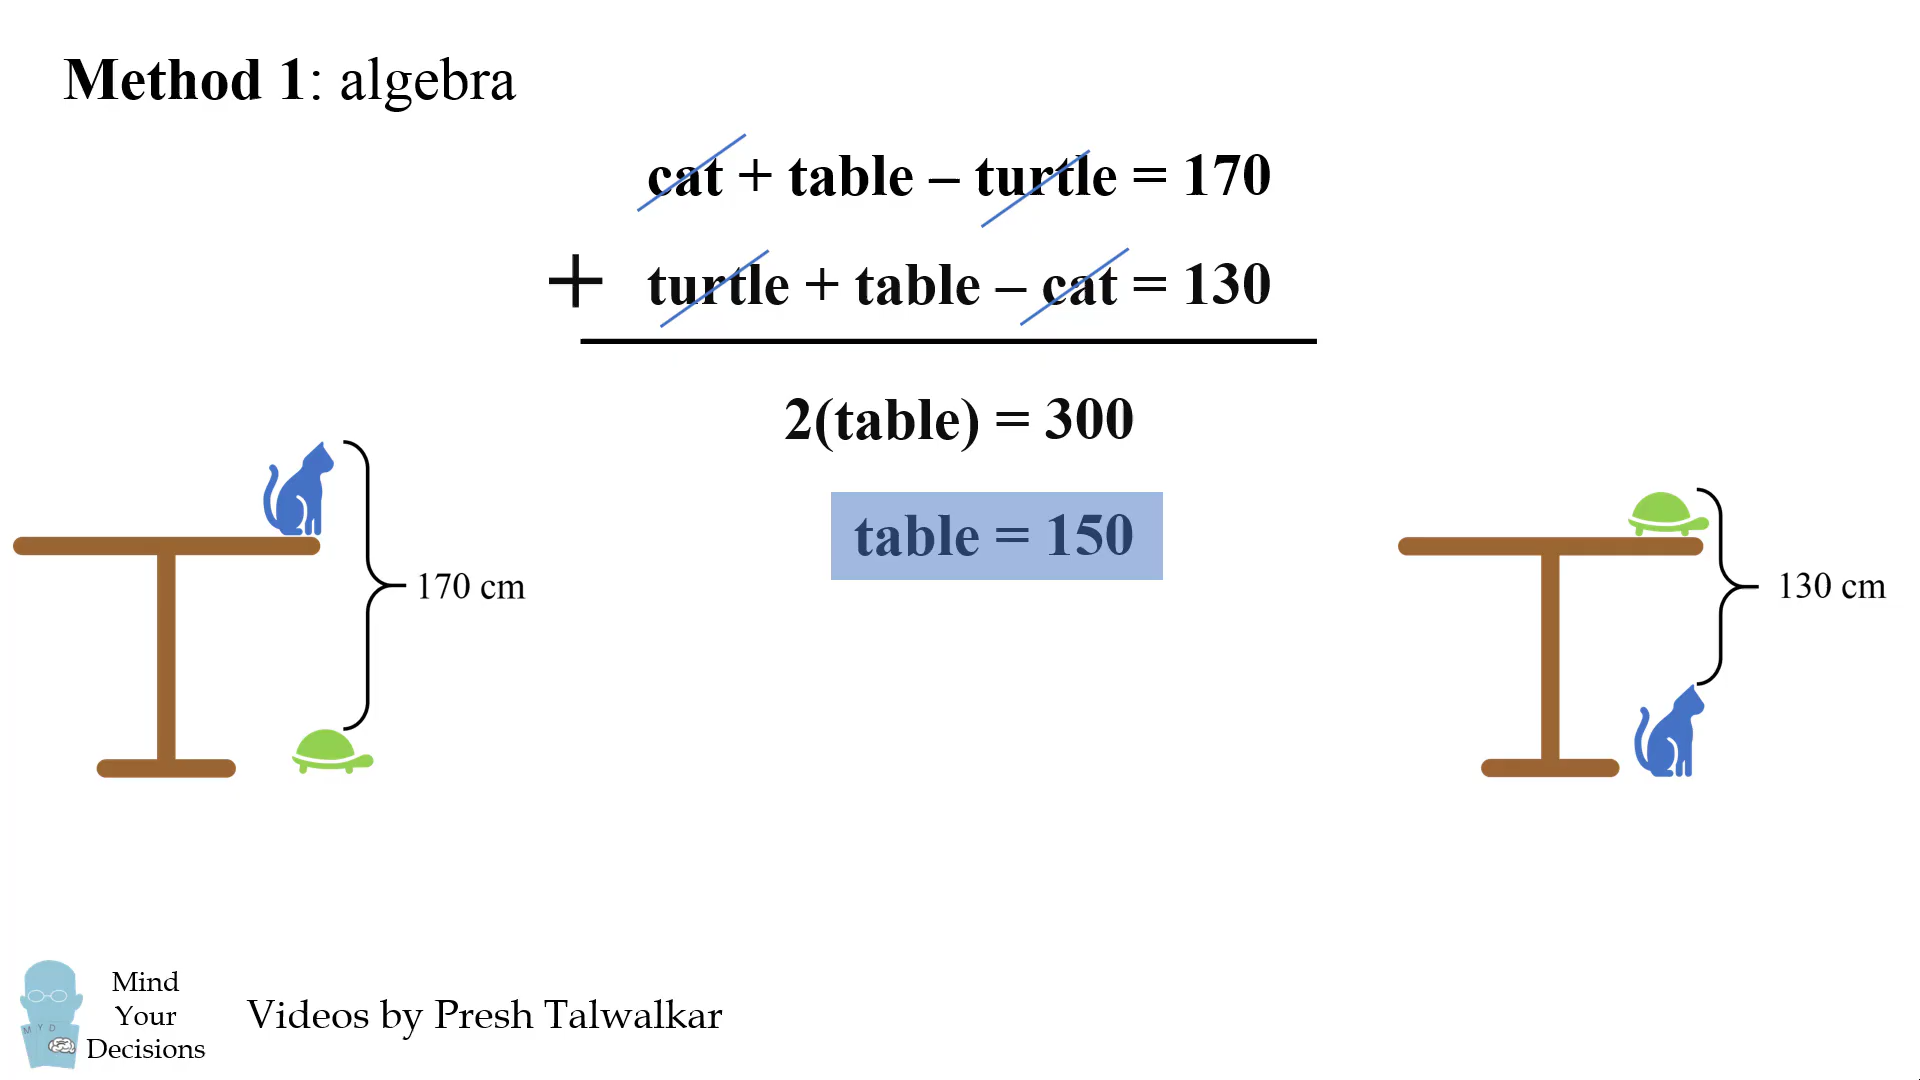 Method 1: algebra
cat + table – turtle = 170
+ turtle + table – cat = 130
2(table) = 300
table = 150
170 cm
130 cm
M Y D
Mind
Your
Decisions
Videos by Presh Talwalkar